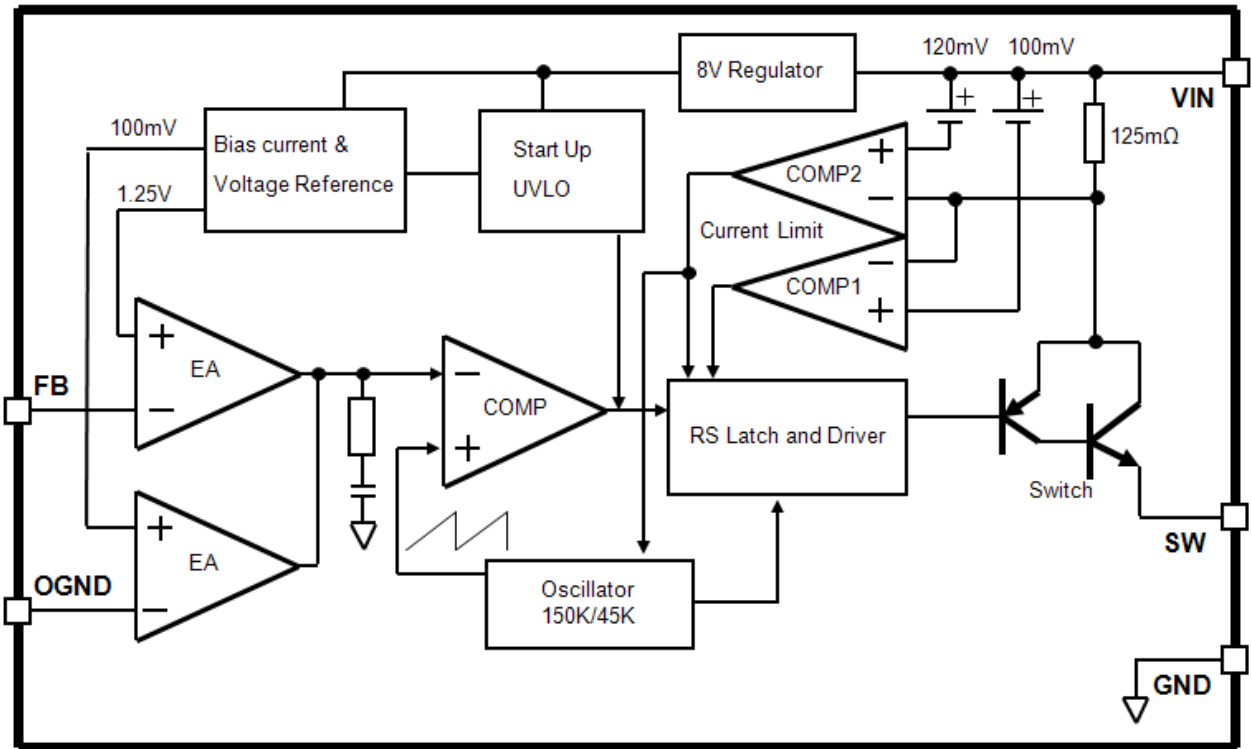 120mV
100mV
8V Regulator
VIN
100mV
Bias current &
Voltage Reference
Start Up
UVLO
125mΩ
+
+
+
COMP2
−
1.25V
Current Limit
−
COMP1
+
+
EA
FB
−
−
COMP
+
RS Latch and Driver
Switch
+
EA
OGND
−
Oscillator
150K/45K
SW
GND